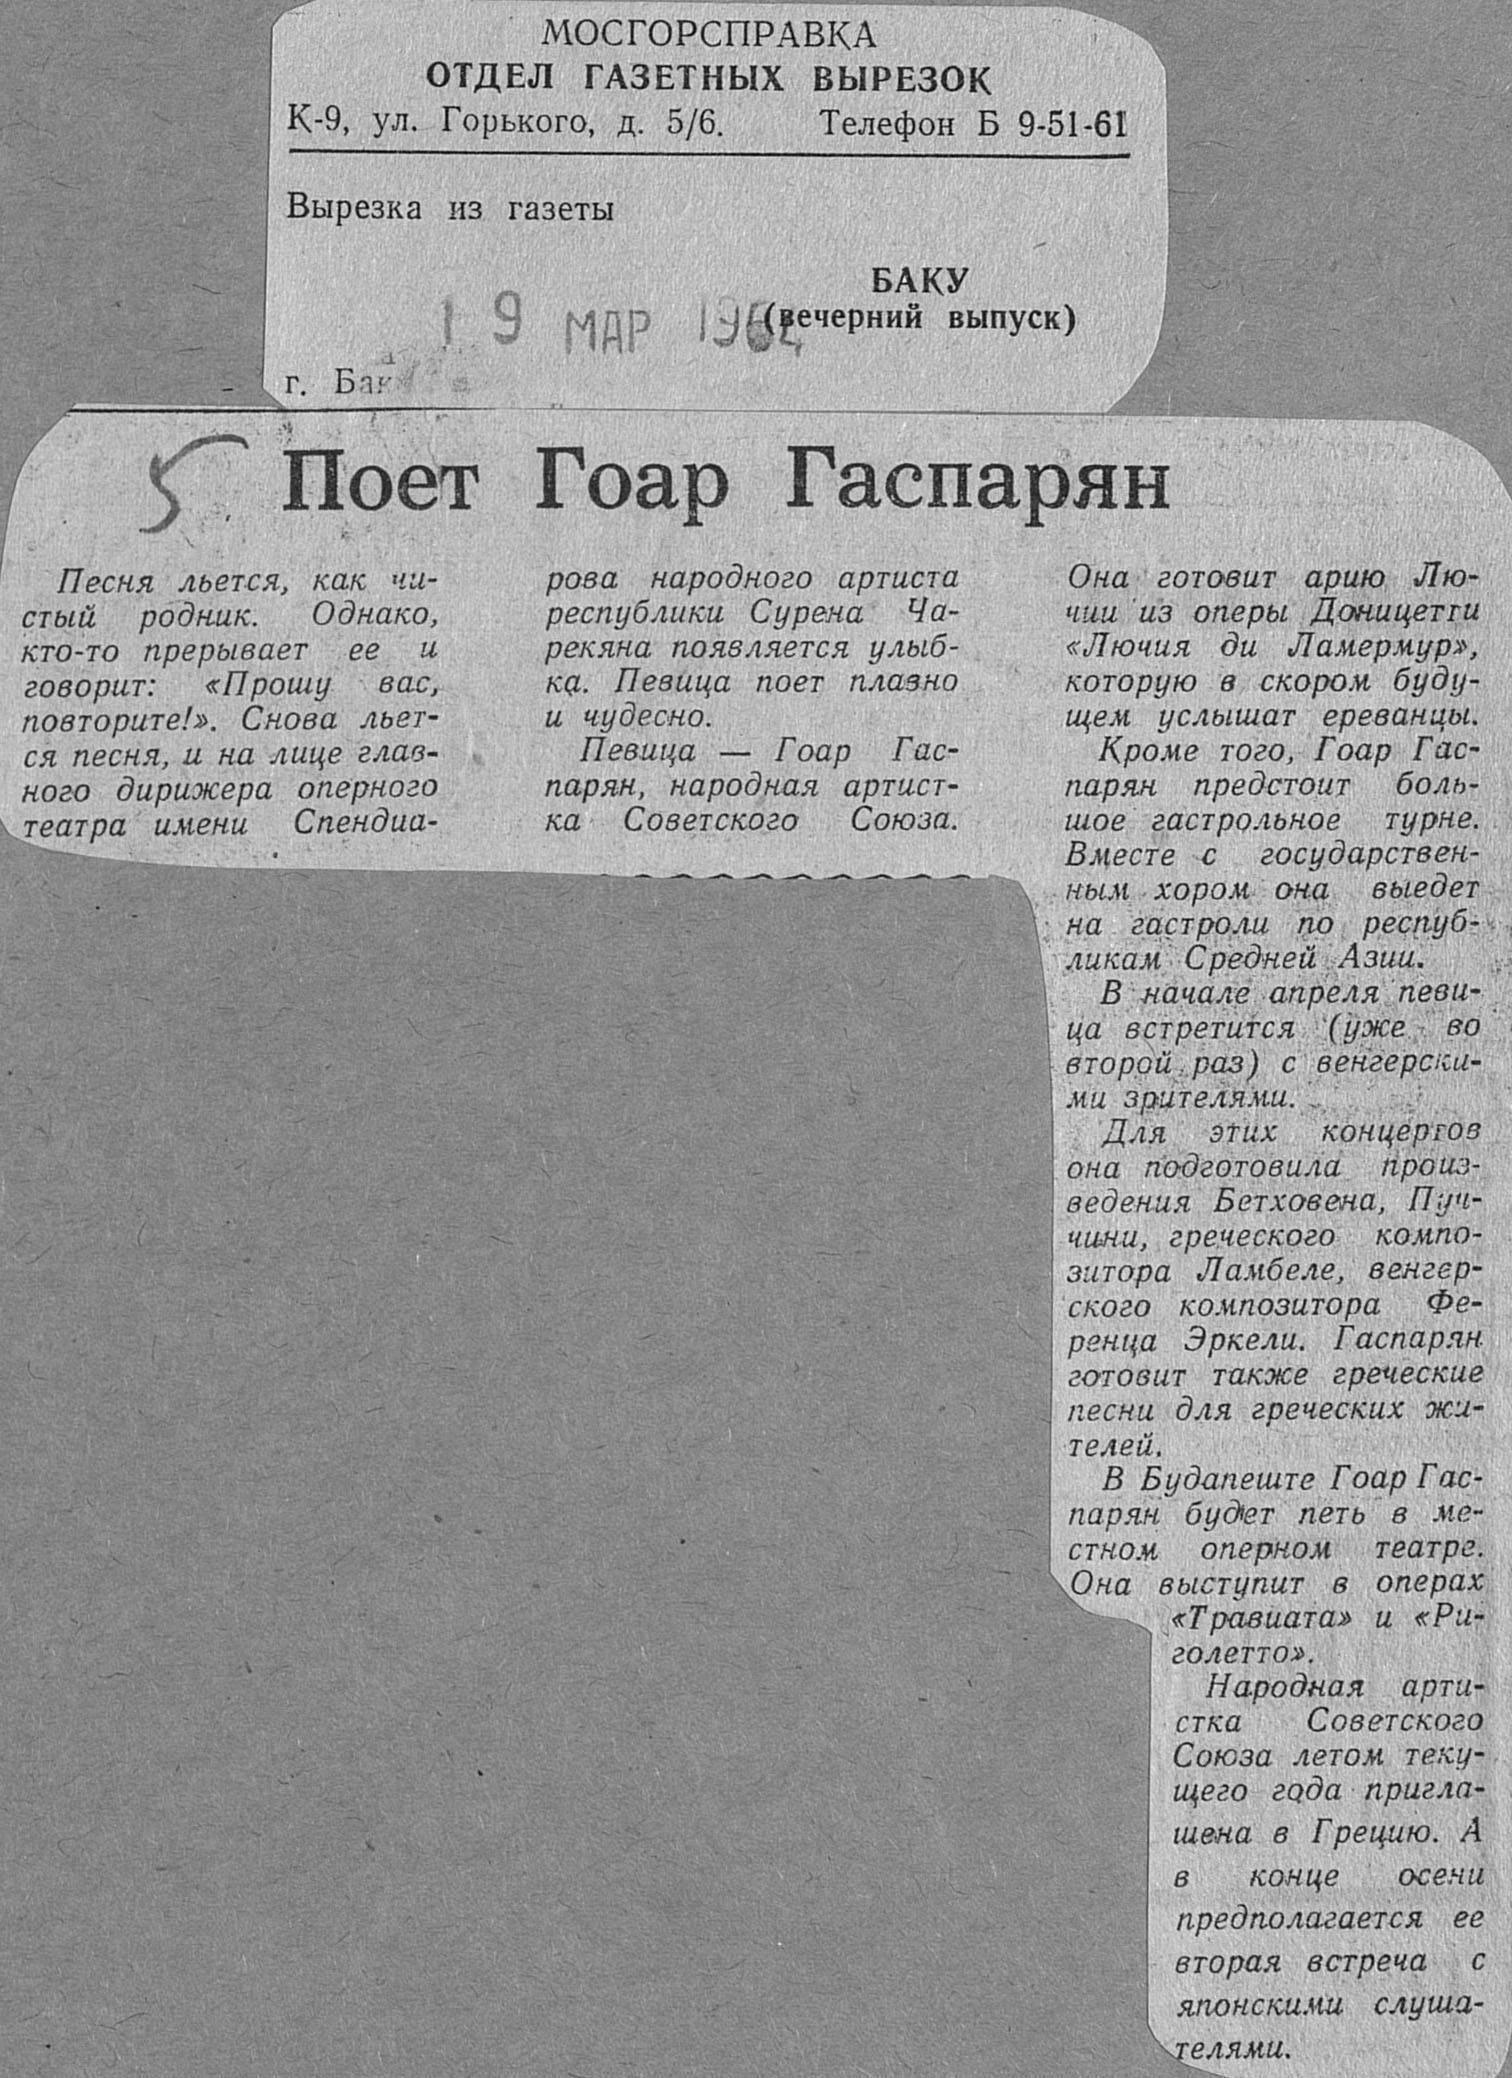 МОСГОРСПРАВКА
ОТДЕЛ ГАЗЕТНЫХ ВЫРЕЗОК
К-9, ул. Горького, д. 5/6. Телефон Б 9-51-61
Вырезка из газеты
БАКУ
(вечерний выпуск)
19 МАР 1964
г. Баку
5
Поет Гоар Гаспарян
Песня льется, как чи-
стый родник. Однако,
кто-то прерывает ее и
говорит: «Прошу вас,
повторите!». Снова льет-
ся песня, и на лице глав-
ного дирижера оперного
театра имени Спендиа-
рова народного артиста
республики Сурена Ча-
рекяна появляется улыб-
ка. Певица поет плавно
и чудесно.
Певица — Гоар Гас-
парян, народная артист-
ка Советского Союза.
Она готовит арию Лю-
чии из оперы Доницетти
«Лючия ди Ламермур»,
которую в скором буду-
щем услышат ереванцы.
Кроме того, Гоар Гас-
парян предстоит боль-
шое гастрольное турне.
Вместе с государствен-
ным хором она выедет
на гастроли по респуб-
ликам Средней Азии.
В начале апреля певи-
ца встретится (уже во
второй раз) с венгерски-
ми зрителями.
Для этих концертов
она подготовила произ-
ведения Бетховена, Пуч-
чини, греческого компо-
зитора Ламбеле, венгер-
ского композитора Фе-
ренца Эркели. Гаспарян
готовит также греческие
песни для греческих жи-
телей.
В Будапеште Гоар Гас-
парян будет петь в ме-
стном оперном театре.
Она выступит в операх
«Травиата» и «Ри-
голетто».
Народная арти-
стка Советского
Союза летом теку-
щего года пригла-
шена в Грецию. А
в конце осени
предполагается ее
вторая встреча с
японскими слуша-
телями.